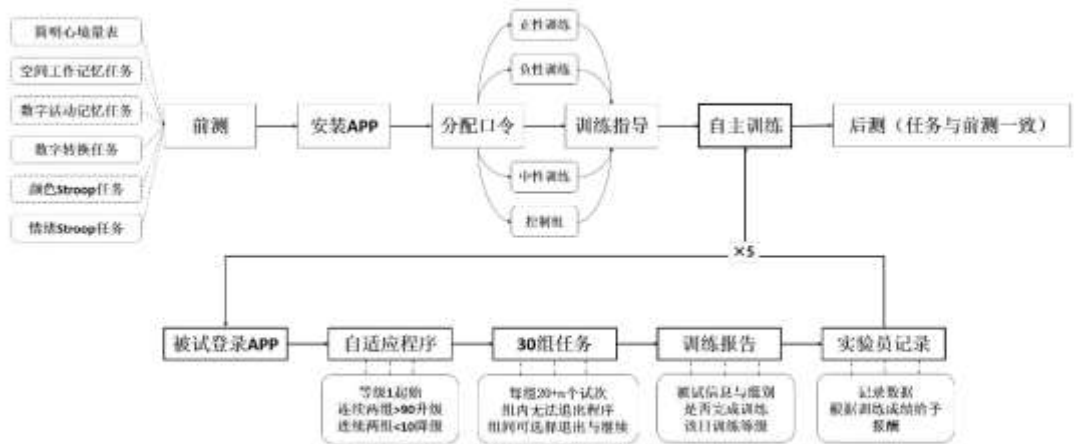 简明心境量表
空间工作记忆任务
数字活动记忆任务
数字转换任务
颜色Stroop任务
情绪Stroop任务
前测
安装APP
分配口令
正性训练
负性训练
中性训练
控制组
训练指导
自主训练
后测（任务与前测一致）
×5
被试登录APP
自适应程序
30组任务
训练报告
实验员记录
等级1起始
连续两组>90升级
连续两组<10降级
每组20+n个试次
组内无法退出程序
组间可选择退出与继续
被试信息与组别
是否完成训练
该日训练等级
记录数据
根据训练成绩给予
报酬